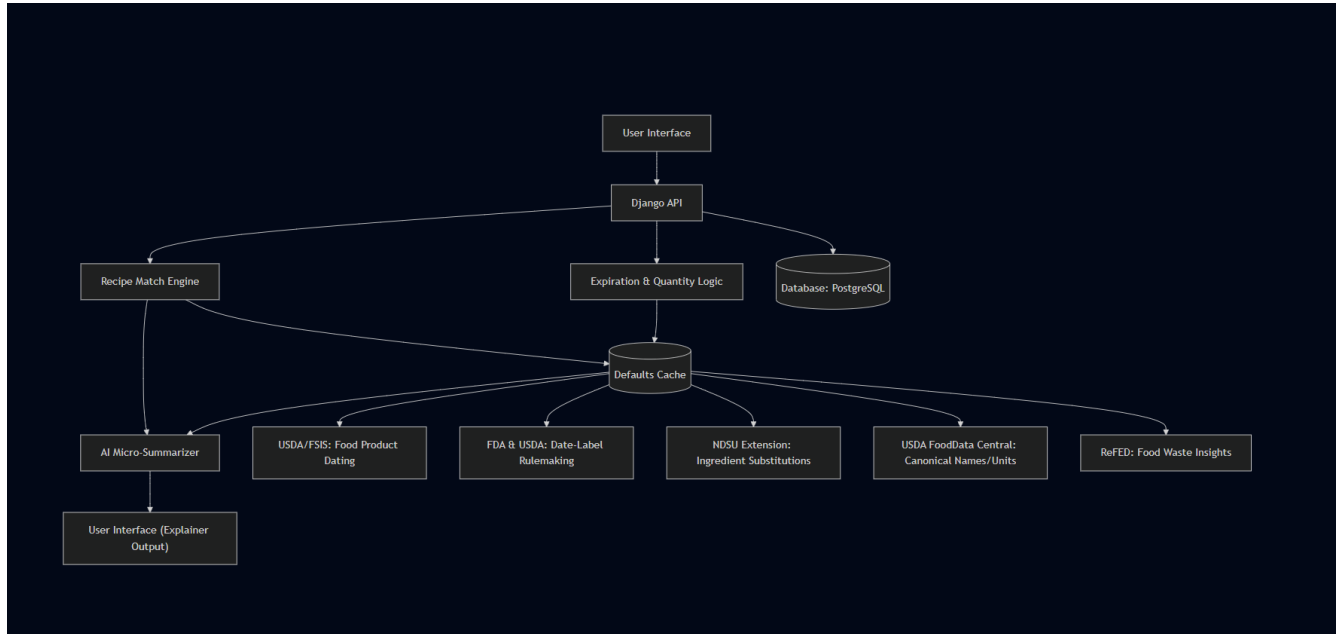 User Interface
Django API
Recipe Match Engine
Expiration & Quantity Logic
Database: PostgreSQL
Defaults Cache
AI Micro-Summarizer
USDA/FSIS: Food Product
Dating
FDA & USDA: Date-Label
Rulemaking
NDSU Extension:
Ingredient Substitutions
USDA FoodData Central:
Canonical Names/Units
ReFED: Food Waste Insights
User Interface (Explainer
Output)